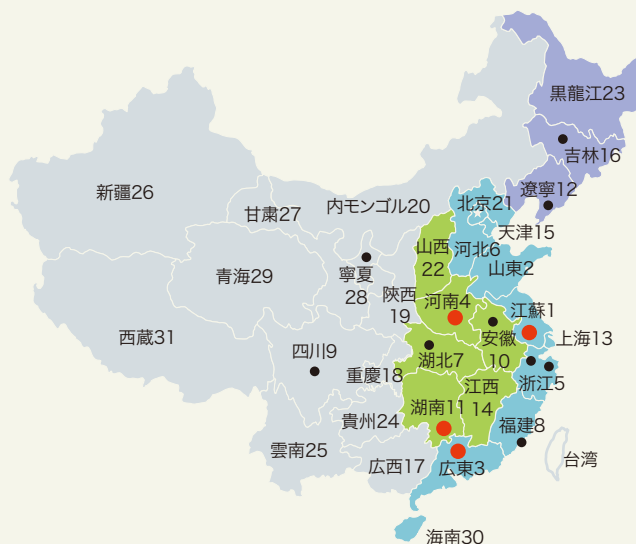 黒龍江23
吉林16
遼寧12
新疆26
内モンゴル20
北京21
甘粛27
天津15
山西
22
河北6
山東2
青海29
寧夏
28
陝西
19
河南4
江蘇1
西蔵31
安徽
10
上海13
四川9
湖北7
重慶18
浙江5
江西
14
湖南11
貴州24
福建8
雲南25
広西17
広東3
台湾
海南30